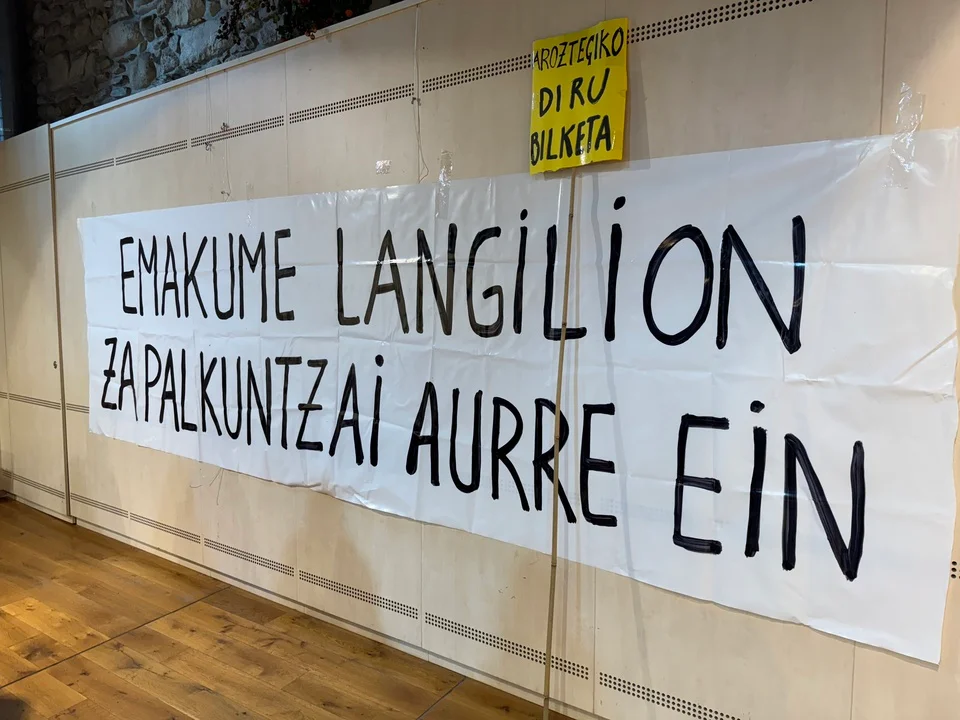 AROZTEGIKO
DIRU
BILKETA
EMAKUME LANGILION
ZAPALKUNTZAI AURRE EIN